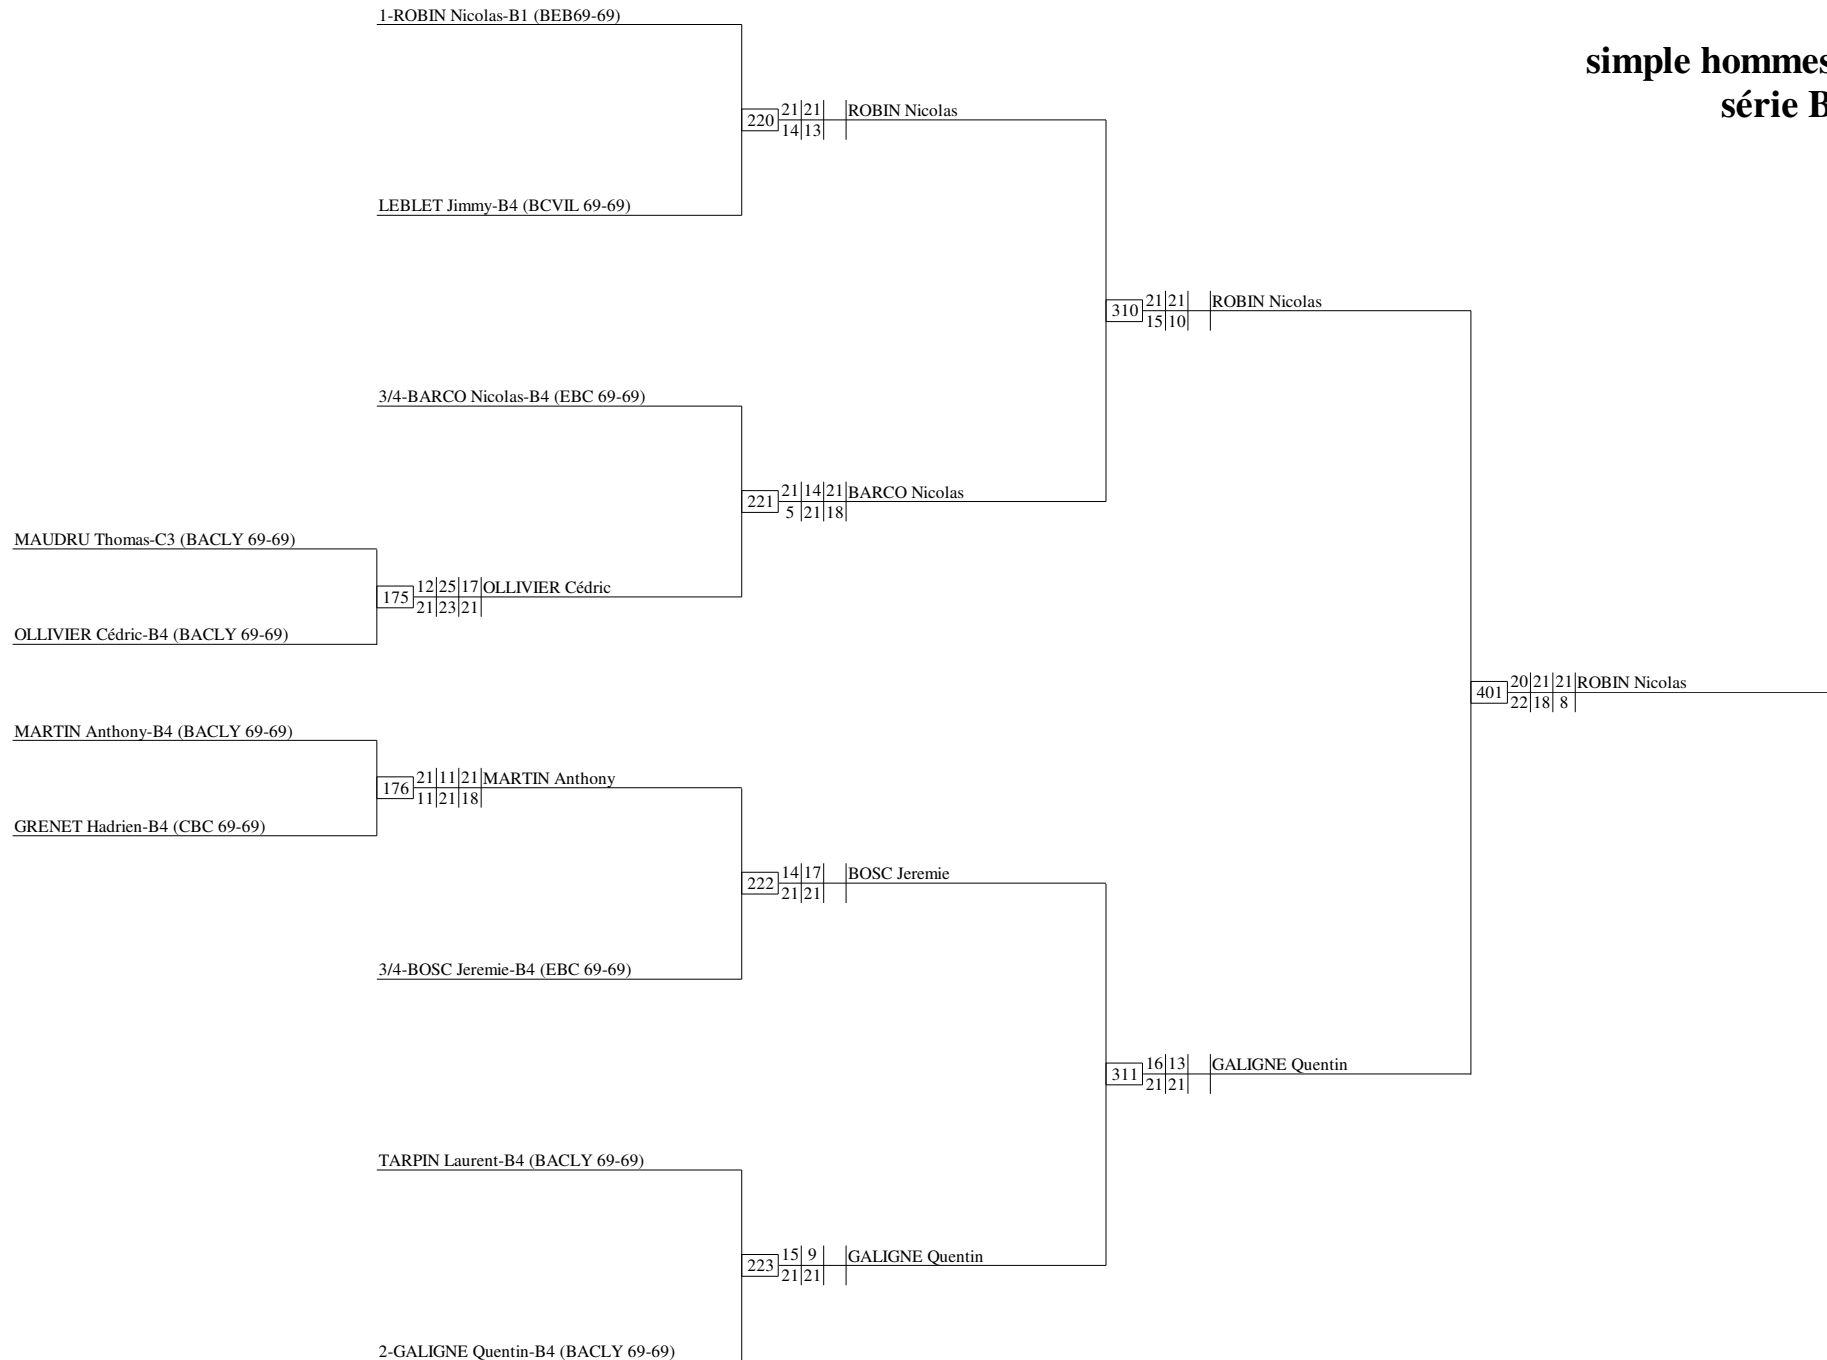 1-ROBIN Nicolas-B1 (BEB69-69)
simple hommes
série B
220 21 21 ROBIN Nicolas
14 13
LEBLET Jimmy-B4 (BCVIL 69-69)
310 21 21 ROBIN Nicolas
15 10
3/4-BARCO Nicolas-B4 (EBC 69-69)
221 21 14 21 BARCO Nicolas
5 21 18
MAUDRU Thomas-C3 (BACLY 69-69)
175 12 25 17 OLLIVIER Cédric
21 23 21
OLLIVIER Cédric-B4 (BACLY 69-69)
401 20 21 21 ROBIN Nicolas
22 18 8
MARTIN Anthony-B4 (BACLY 69-69)
176 21 11 21 MARTIN Anthony
11 21 18
GRENET Hadrien-B4 (CBC 69-69)
222 14 17 BOSC Jeremie
21 21
3/4-BOSC Jeremie-B4 (EBC 69-69)
311 16 13 GALIGNE Quentin
21 21
TARPIN Laurent-B4 (BACLY 69-69)
223 15 9 GALIGNE Quentin
21 21
2-GALIGNE Quentin-B4 (BACLY 69-69)